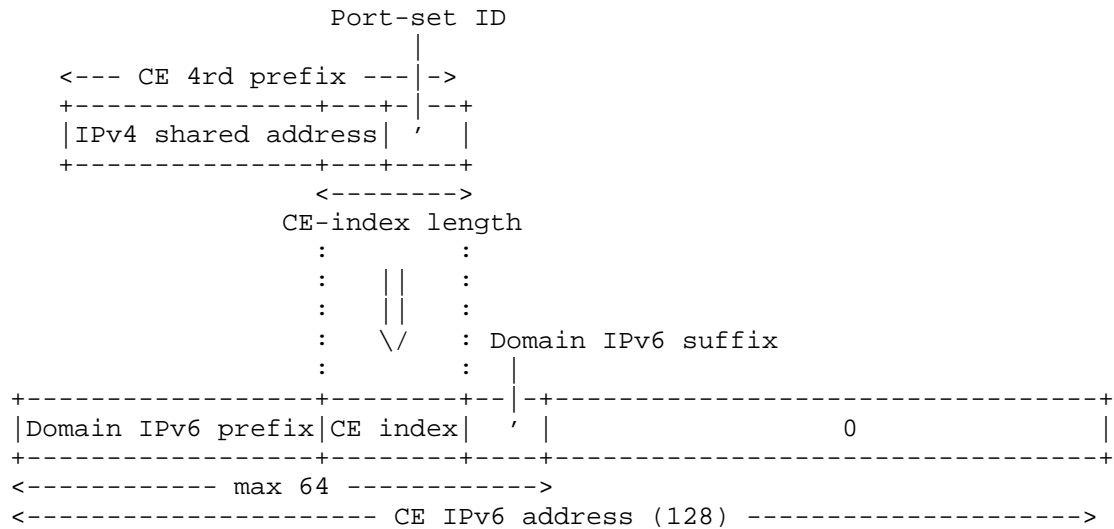 Port-set ID
|
<--- CE 4rd prefix ---|->
+---------------+---+-|--+
|IPv4 shared address| ' |
+---------------+---+----+
<-------->
CE-index length
: :
: || :
: || :
: \/ : Domain IPv6 suffix
: : |
+-------------------+--------+--|-+-----------------------------------+
|Domain IPv6 prefix|CE index| ' | 0 |
+-------------------+--------+----+-----------------------------------+
<------------ max 64 ------------>
<----------------------- CE IPv6 address (128) ---------------------->